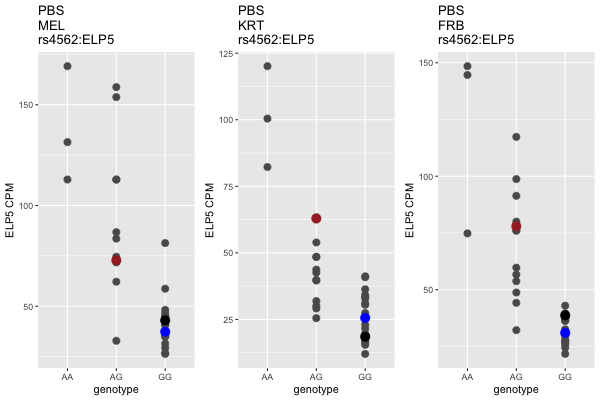 PBS
MEL
rs4562:ELP5
ELP5 CPM
150
100
50
AA AG GG
genotype
PBS
KRT
rs4562:ELP5
ELP5 CPM
125
100
75
50
25
AA AG GG
genotype
PBS
FRB
rs4562:ELP5
ELP5 CPM
150
100
50
AA AG GG
genotype